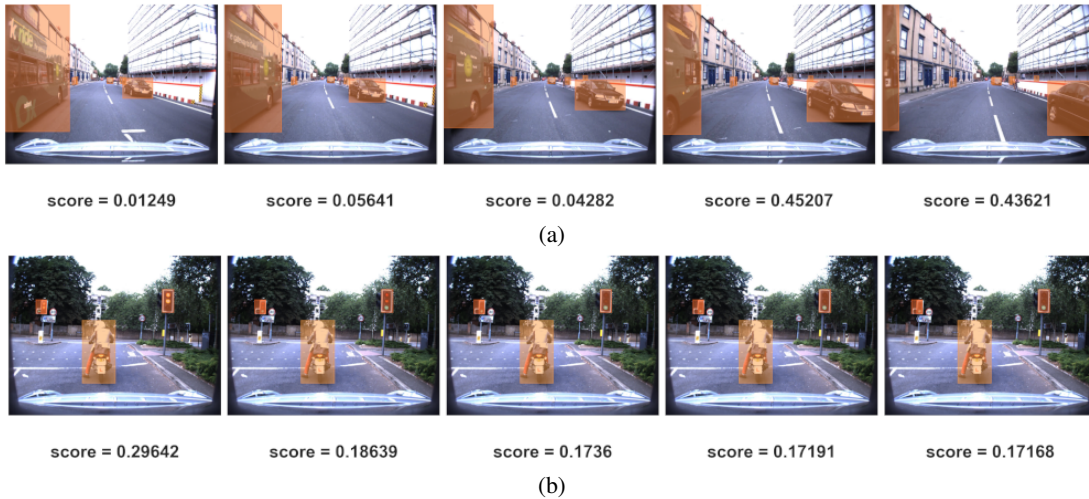 ride
score = 0.01249 score = 0.05641 score = 0.04282 score = 0.45207 score = 0.43621
(a)
score = 0.29642 score = 0.18639 score = 0.1736 score = 0.17191 score = 0.17168
(b)